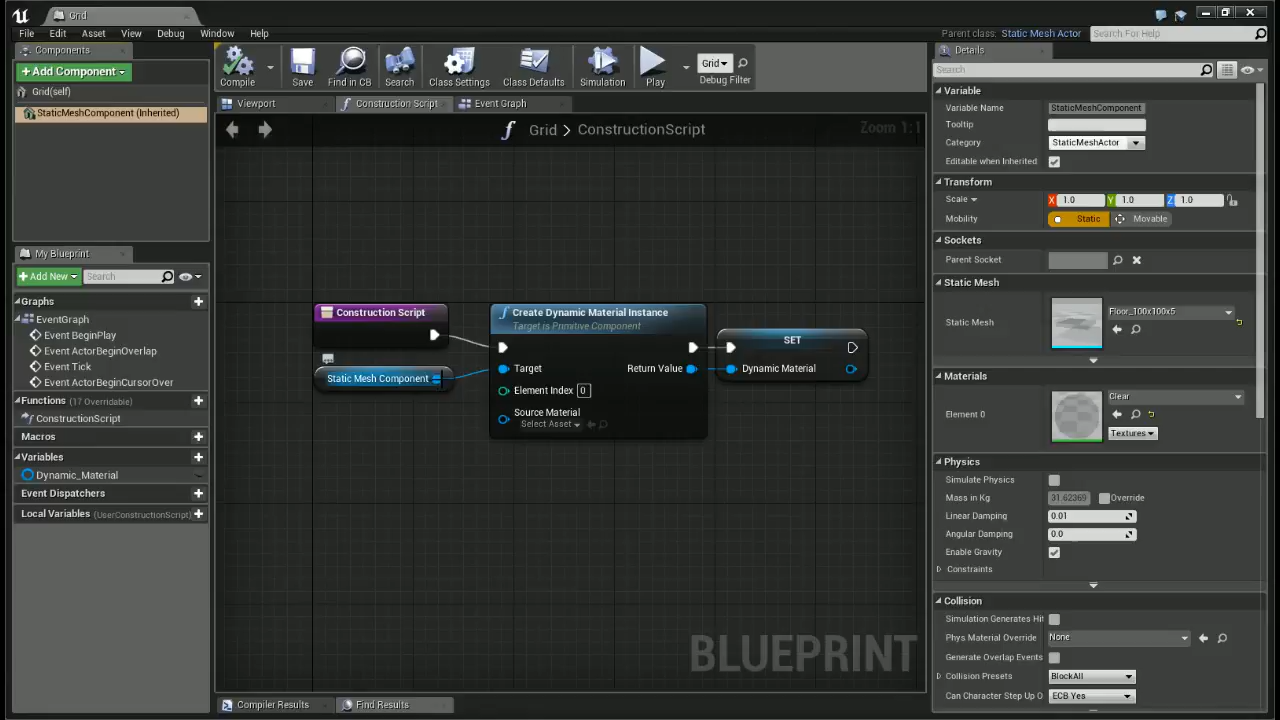 Grid
File Edit Asset View Debug Window Help
Parent class: Static Mesh Actor Search For Help
Components
+Add Component
Grid(self)
StaticMeshComponent (Inherited)
Compile Save Find in CB Search Class Settings Class Defaults Simulation Play Grid Debug Filter
Viewport Construction Script Event Graph
Grid > ConstructionScript
Zoom 1:1
My Blueprint
+Add New Search
Graphs
EventGraph
Event BeginPlay
Event ActorBeginOverlap
Event Tick
Event ActorBeginCursorOver
Functions (17 Overridable)
ConstructionScript
Macros
Variables
Dynamic_Material
Event Dispatchers
Local Variables (UserConstructionScript)
Construction Script
Static Mesh Component
Create Dynamic Material Instance
Target is Primitive Component
Target Return Value
Element Index 0
Source Material
Select Asset
SET
Dynamic Material
BLUEPRINT
Compiler Results Find Results
Details
Search
Variable
Variable Name StaticMeshComponent
Tooltip
Category StaticMeshActor
Editable when Inherited
Transform
Scale X 1.0 Y 1.0 Z 1.0
Mobility Static Movable
Sockets
Parent Socket
Static Mesh
Static Mesh Floor_100x100x5
Materials
Element 0 Clear
Textures
Physics
Simulate Physics
Mass in Kg 31.62369 Override
Linear Damping 0.01
Angular Damping 0.0
Enable Gravity
Constraints
Collision
Simulation Generates Hit
Phys Material Override None
Generate Overlap Events
Collision Presets BlockAll
Can Character Step Up O ECB Yes